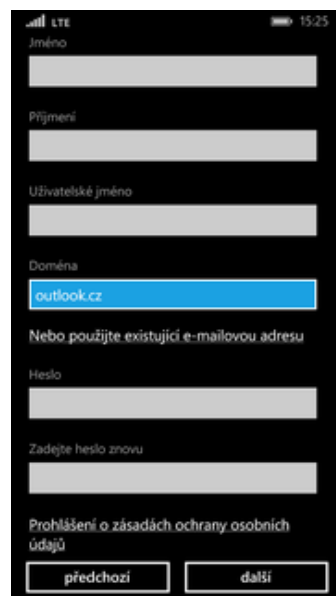 LTE 15:25
Jméno
Příjmení
Uživatelské jméno
Doména
outlook.cz
Nebo použijte existující e-mailovou adresu
Heslo
Zadejte heslo znovu
Prohlášení o zásadách ochrany osobních
údajů
předchozí další